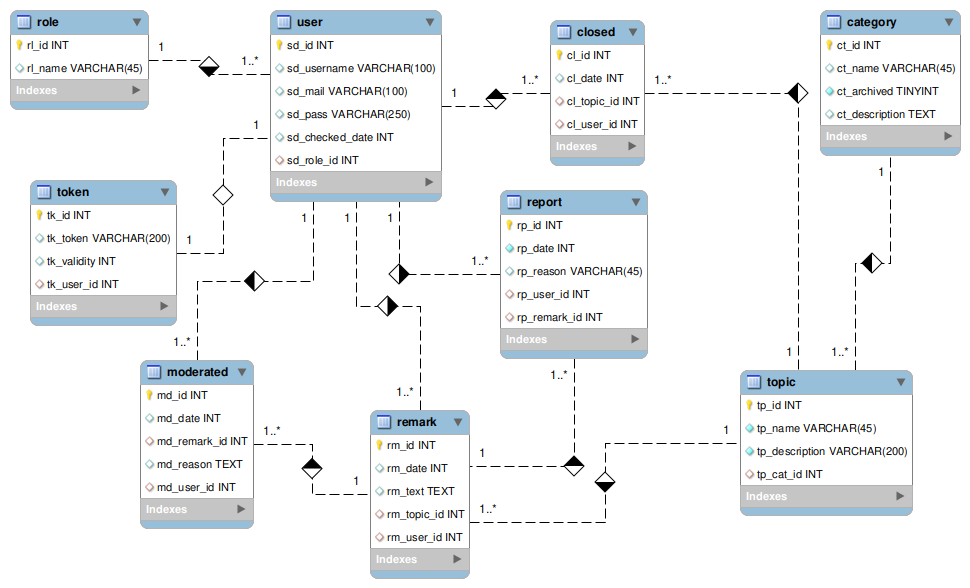 role
rl_id INT
rl_name VARCHAR(45)
Indexes
user
sd_id INT
sd_username VARCHAR(100)
sd_mail VARCHAR(100)
sd_pass VARCHAR(250)
sd_checked_date INT
sd_role_id INT
Indexes
closed
cl_id INT
cl_date INT
cl_topic_id INT
cl_user_id INT
Indexes
category
ct_id INT
ct_name VARCHAR(45)
ct_archived TINYINT
ct_description TEXT
Indexes
1
1..*
1
1..*
1..*
1
1
1..*
1
1
token
tk_id INT
tk_token VARCHAR(200)
tk_validity INT
tk_user_id INT
Indexes
1
1
1
1..*
report
rp_id INT
rp_date INT
rp_reason VARCHAR(45)
rp_user_id INT
rp_remark_id INT
Indexes
1..*
1..*
1..*
moderated
md_id INT
md_date INT
md_remark_id INT
md_reason TEXT
md_user_id INT
Indexes
1..*
1
remark
rm_id INT
rm_date INT
rm_text TEXT
rm_topic_id INT
rm_user_id INT
Indexes
1
1..*
1
topic
tp_id INT
tp_name VARCHAR(45)
tp_description VARCHAR(200)
tp_cat_id INT
Indexes